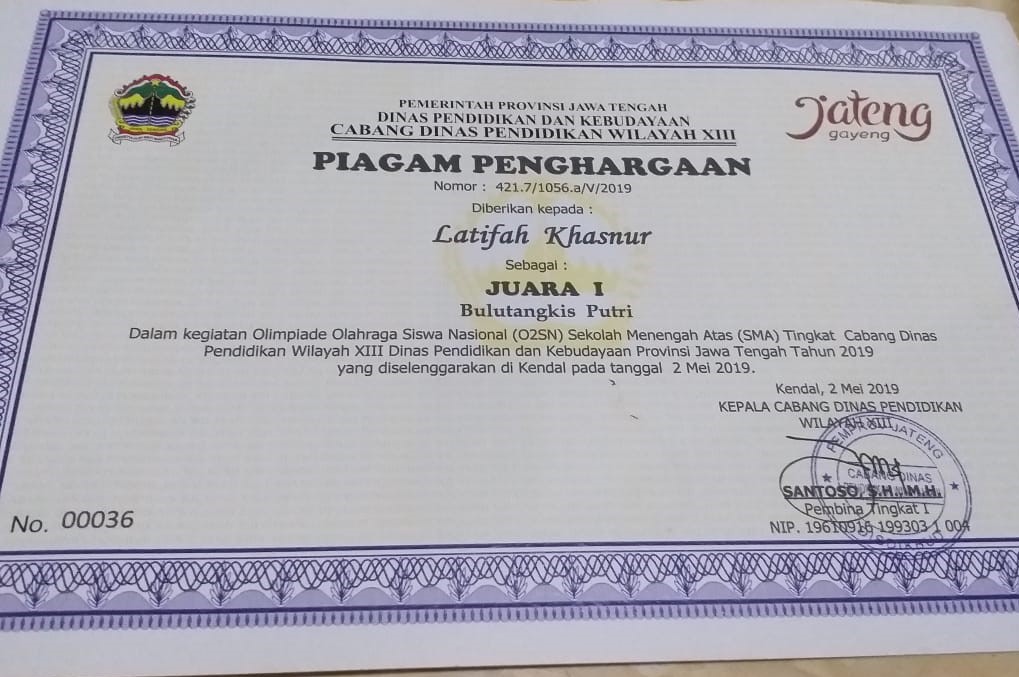 PEMERINTAH PROVINSI JAWA TENGAH
DINAS PENDIDIKAN DAN KEBUDAYAAN
CABANG DINAS PENDIDIKAN WILAYAH XIII
Jateng
gayeng
PIAGAM PENGHARGAAN
Nomor : 421.7/1056.a/V/2019
Diberikan kepada :
Latifah Khasnur
Sebagai :
JUARA I
Bulutangkis Putri
Dalam kegiatan Olimpiade Olahraga Siswa Nasional (O2SN) Sekolah Menengah Atas (SMA) Tingkat Cabang Dinas
Pendidikan Wilayah XIII Dinas Pendidikan dan Kebudayaan Provinsi Jawa Tengah Tahun 2019
yang diselenggarakan di Kendal pada tanggal 2 Mei 2019.
Kendal, 2 Mei 2019
KEPALA CABANG DINAS PENDIDIKAN
WILAYAH XIII
JATENG
CABANG DINAS
SANTOSO, S.H., M.H.
Pembina Tingkat I
NIP. 19610916 199303 1 004
No. 00036